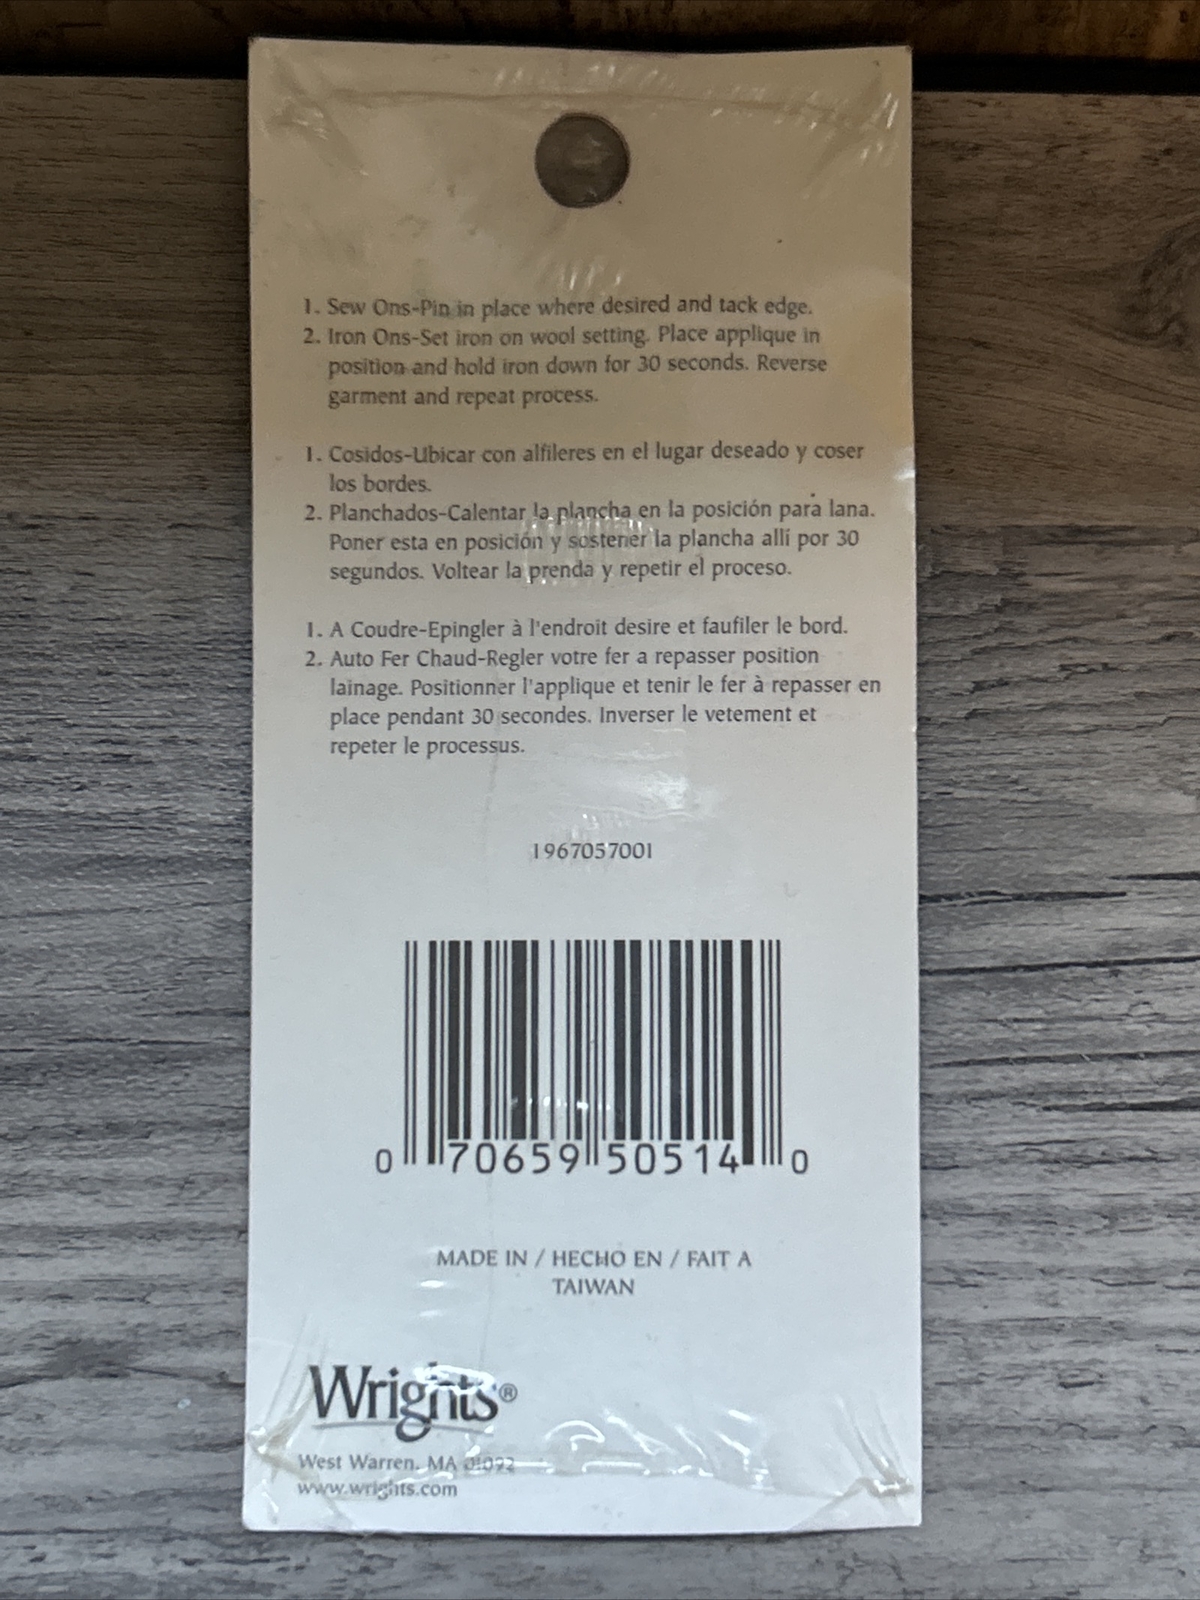 1. Sew Ons-Pin in place where desired and tack edge.
2. Iron Ons-Set iron on wool setting. Place applique in
position and hold iron down for 30 seconds. Reverse
garment and repeat process.
1. Cosidos-Ubicar con alfileres en el lugar deseado y coser
los bordes.
2. Planchados-Calentar la plancha en la posición para lana.
Poner esta en posición y sostener la plancha allí por 30
segundos. Voltear la prenda y repetir el proceso.
1. A Coudre-Epingler à l'endroit desire et faufiler le bord.
2. Auto Fer Chaud-Regler votre fer a repasser position
lainage. Positionner l'applique et tenir le fer à repasser en
place pendant 30 secondes. Inverser le vetement et
repeter le processus.
1967057001
0 70659 50514 0
MADE IN / HECHO EN / FAIT A
TAIWAN
Wrights®
West Warren, MA 01092
www.wrights.com